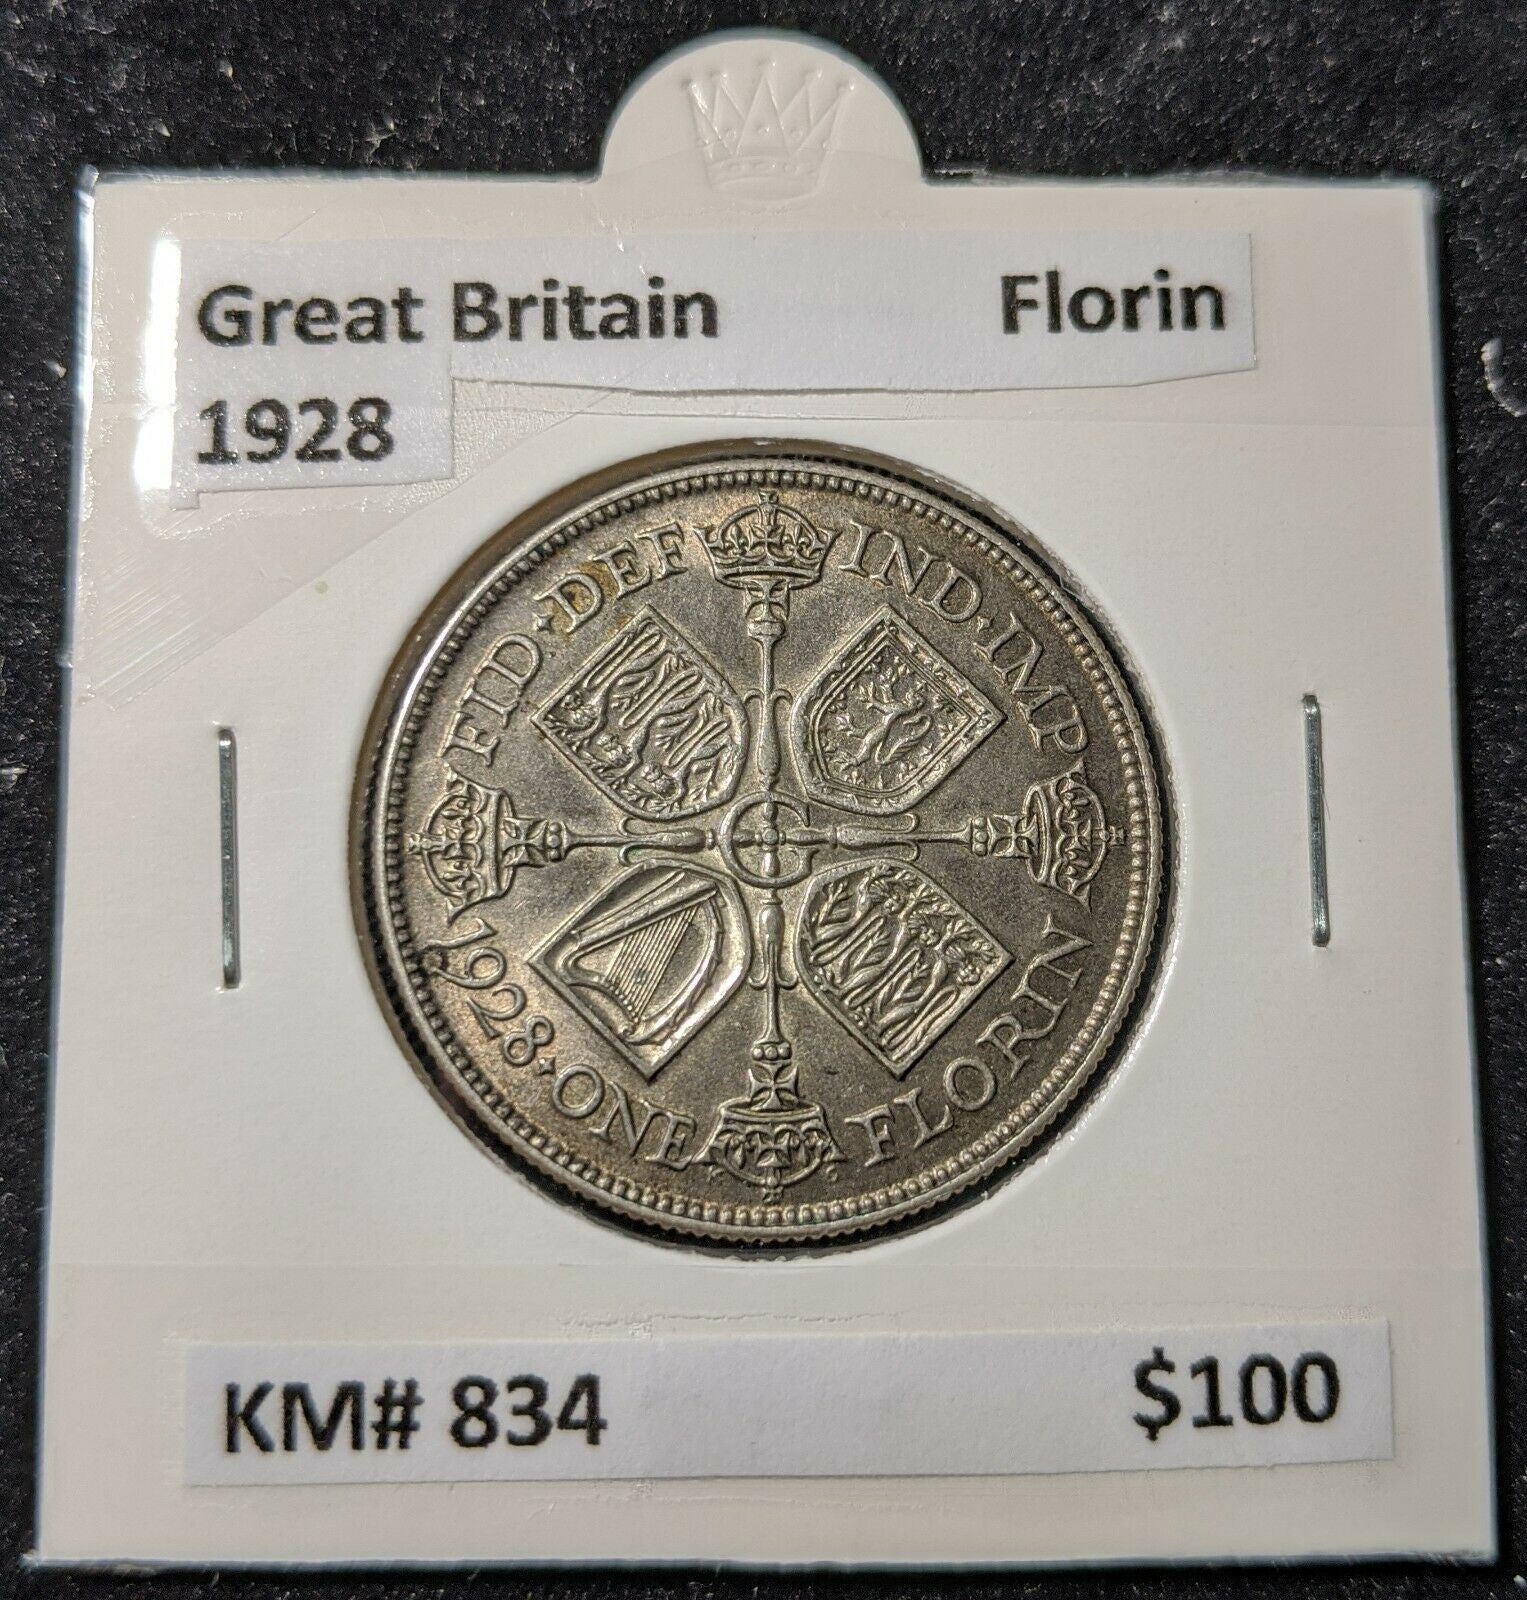 Great Britain Florin
1928
FID·DEF IND·IMP
1928·ONE FLORIN
G
KM# 834 $100